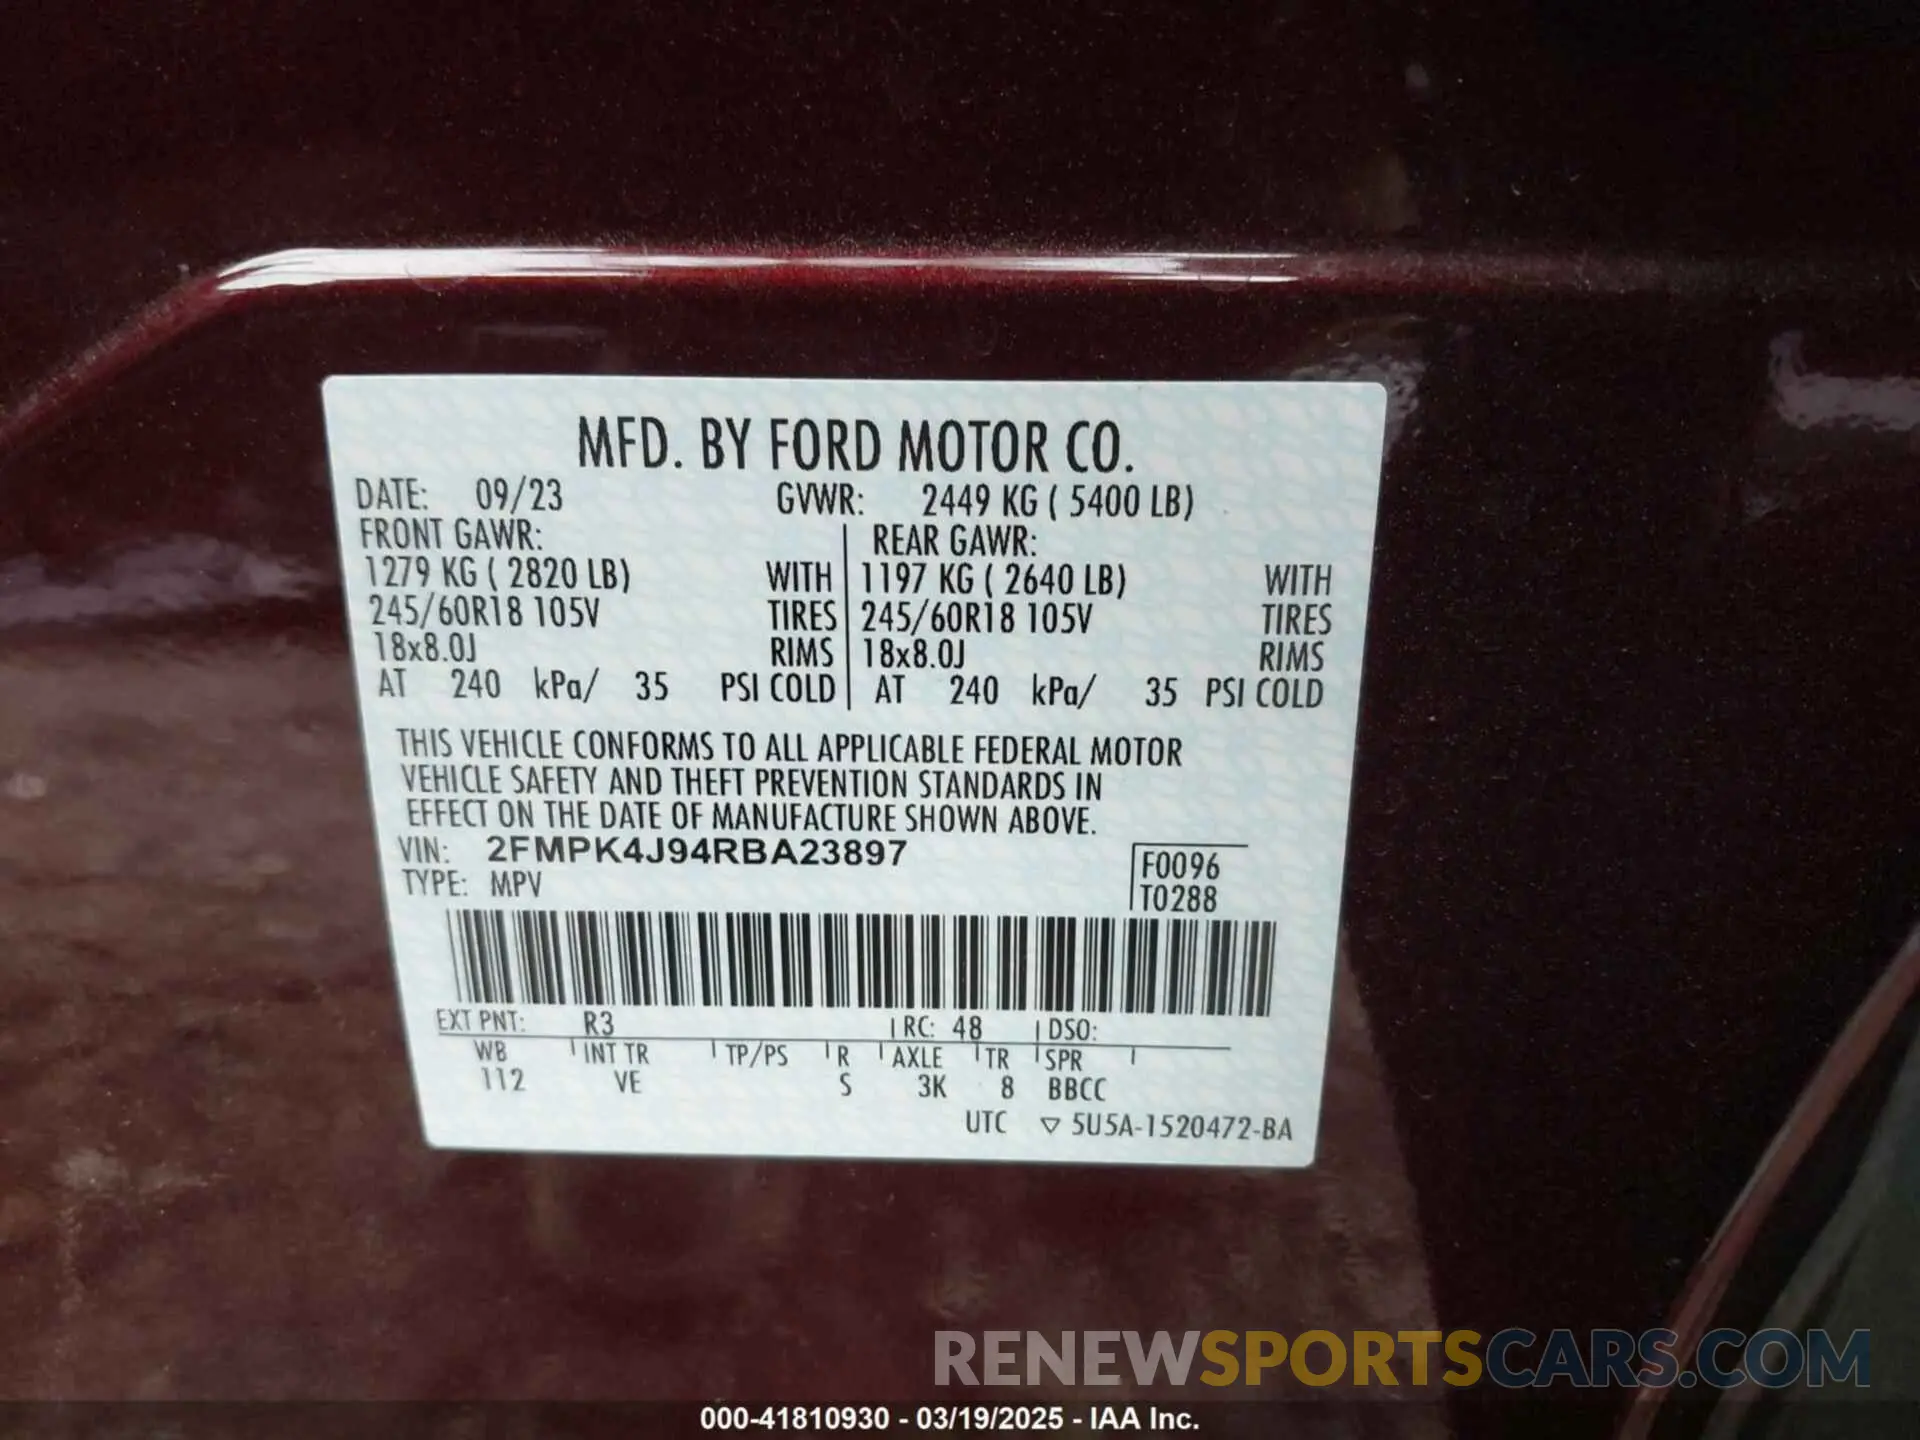 MFD. BY FORD MOTOR CO.
DATE: 09/23 GVWR: 2449 KG ( 5400 LB)
FRONT GAWR: REAR GAWR:
1279 KG ( 2820 LB) WITH 1197 KG ( 2640 LB) WITH
245/60R18 105V TIRES 245/60R18 105V TIRES
18x8.0J RIMS 18x8.0J RIMS
AT 240 kPa/ 35 PSI COLD AT 240 kPa/ 35 PSI COLD
THIS VEHICLE CONFORMS TO ALL APPLICABLE FEDERAL MOTOR
VEHICLE SAFETY AND THEFT PREVENTION STANDARDS IN
EFFECT ON THE DATE OF MANUFACTURE SHOWN ABOVE.
VIN: 2FMPK4J94RBA23897 F0096
TYPE: MPV T0288
EXT PNT: R3 RC: 48 DSO:
WB INT TR TP/PS R AXLE TR SPR
112 VE S 3K 8 BBCC
UTC ▽ 5U5A-1520472-BA
RENEWSPORTSCARS.COM
000-41810930 - 03/19/2025 - IAA Inc.